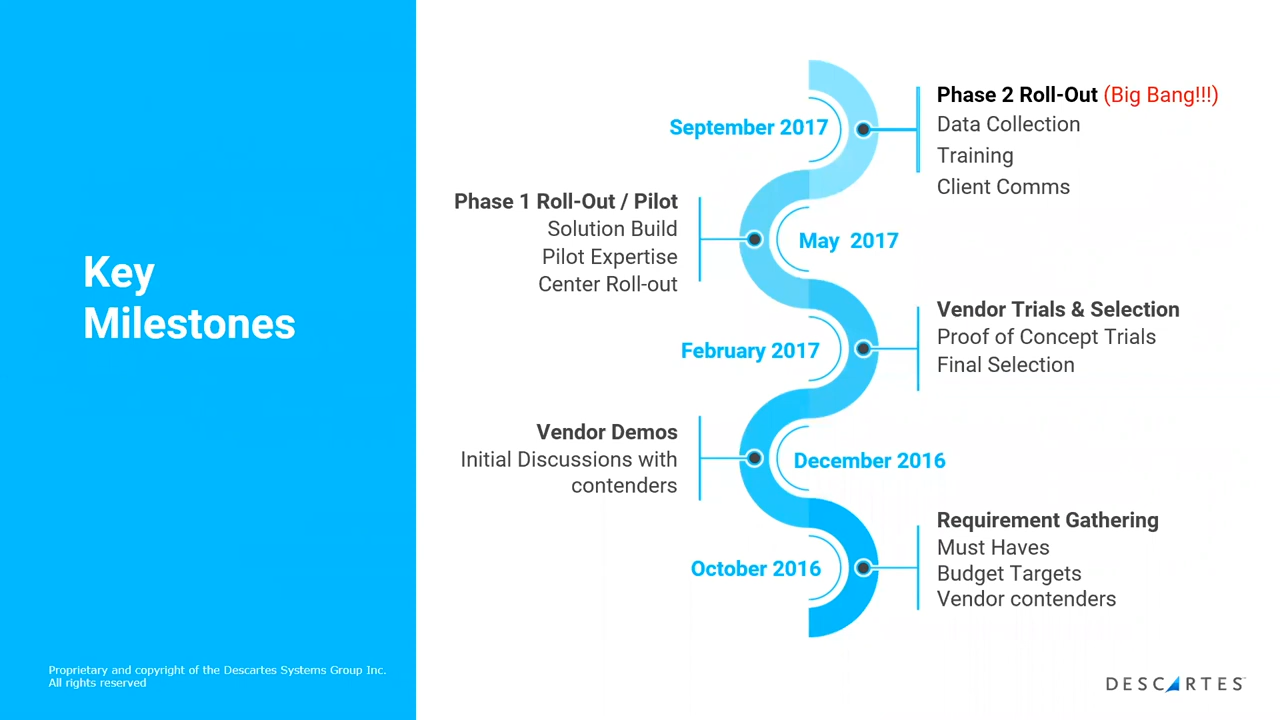 Key
Milestones
September 2017
Phase 2 Roll-Out (Big Bang!!!)
Data Collection
Training
Client Comms
Phase 1 Roll-Out / Pilot
Solution Build
Pilot Expertise
Center Roll-out
May 2017
February 2017
Vendor Trials & Selection
Proof of Concept Trials
Final Selection
Vendor Demos
Initial Discussions with
contenders
December 2016
October 2016
Requirement Gathering
Must Haves
Budget Targets
Vendor contenders
Proprietary and copyright of the Descartes Systems Group Inc.
All rights reserved
DESCARTES